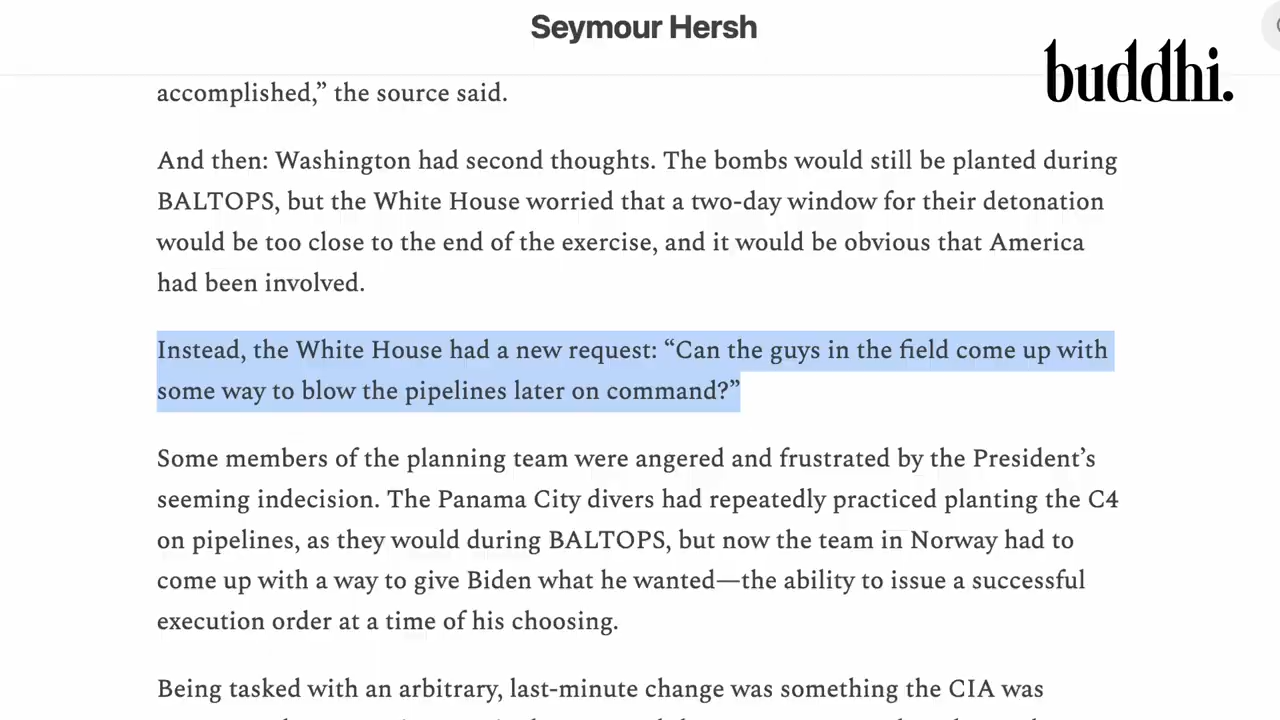 Seymour Hersh
buddhi.
accomplished,” the source said.
And then: Washington had second thoughts. The bombs would still be planted during
BALTOPS, but the White House worried that a two-day window for their detonation
would be too close to the end of the exercise, and it would be obvious that America
had been involved.
Instead, the White House had a new request: “Can the guys in the field come up with
some way to blow the pipelines later on command?”
Some members of the planning team were angered and frustrated by the President’s
seeming indecision. The Panama City divers had repeatedly practiced planting the C4
on pipelines, as they would during BALTOPS, but now the team in Norway had to
come up with a way to give Biden what he wanted—the ability to issue a successful
execution order at a time of his choosing.
Being tasked with an arbitrary, last-minute change was something the CIA was